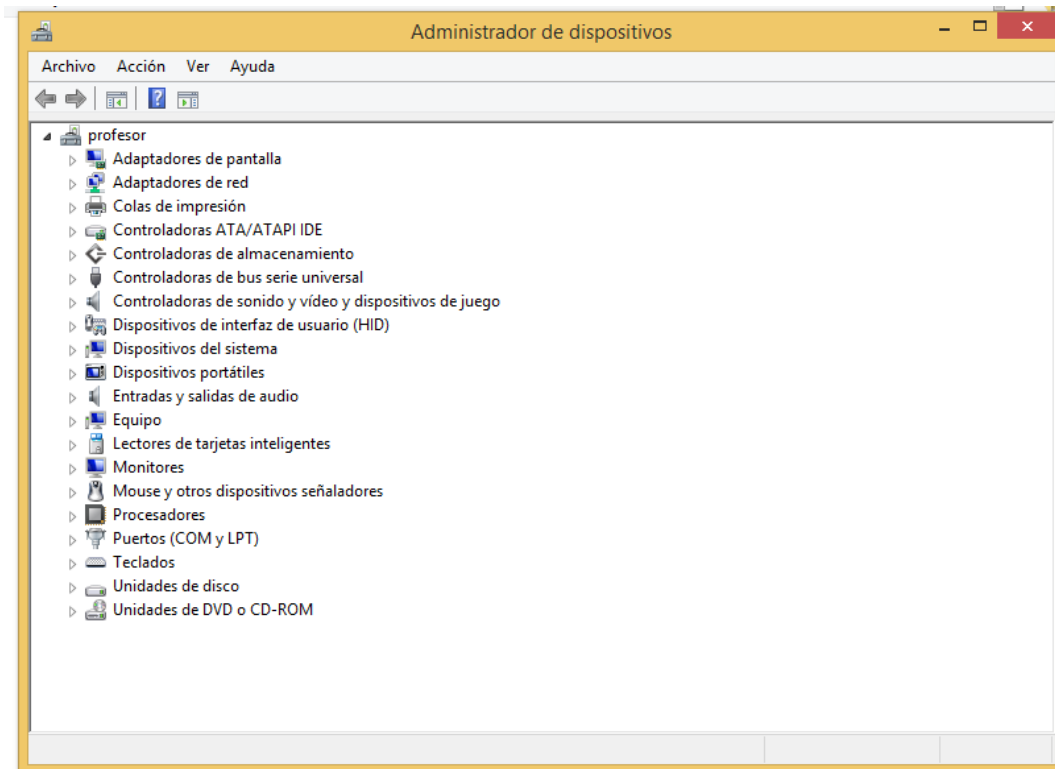 Administrador de dispositivos
Archivo Acción Ver Ayuda
profesor
Adaptadores de pantalla
Adaptadores de red
Colas de impresión
Controladoras ATA/ATAPI IDE
Controladoras de almacenamiento
Controladoras de bus serie universal
Controladoras de sonido y vídeo y dispositivos de juego
Dispositivos de interfaz de usuario (HID)
Dispositivos del sistema
Dispositivos portátiles
Entradas y salidas de audio
Equipo
Lectores de tarjetas inteligentes
Monitores
Mouse y otros dispositivos señaladores
Procesadores
Puertos (COM y LPT)
Teclados
Unidades de disco
Unidades de DVD o CD-ROM